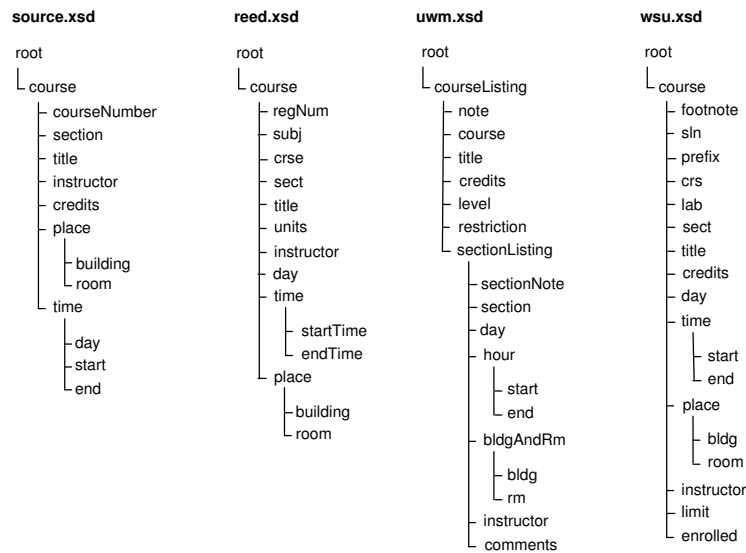 source.xsd
root
course
courseNumber
section
title
instructor
credits
place
building
room
time
day
start
end
reed.xsd
root
course
regNum
subj
crse
sect
title
units
instructor
day
time
startTime
endTime
place
building
room
uwm.xsd
root
courseListing
note
course
title
credits
level
restriction
sectionListing
sectionNote
section
day
hour
start
end
bldgAndRm
bldg
rm
instructor
comments
wsu.xsd
root
course
footnote
sln
prefix
crs
lab
sect
title
credits
day
time
start
end
place
bldg
room
instructor
limit
enrolled